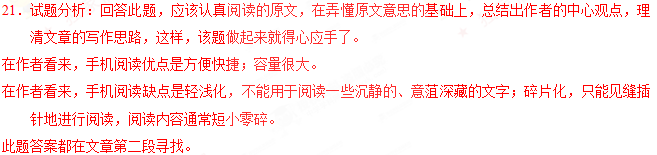 21．试题分析：回答此题，应该认真阅读的原文，在弄懂原文意思的基础上，总结出作者的中心观点，理
清文章的写作思路，这样，该题做起来就得心应手了。
在作者看来，手机阅读优点是方便快捷；容量很大。
在作者看来，手机阅读缺点是轻浅化，不能用于阅读一些沉静的、意蕴深藏的文字；碎片化，只能见缝插
针地进行阅读，阅读内容通常短小零碎。
此题答案都在文章第二段寻找。